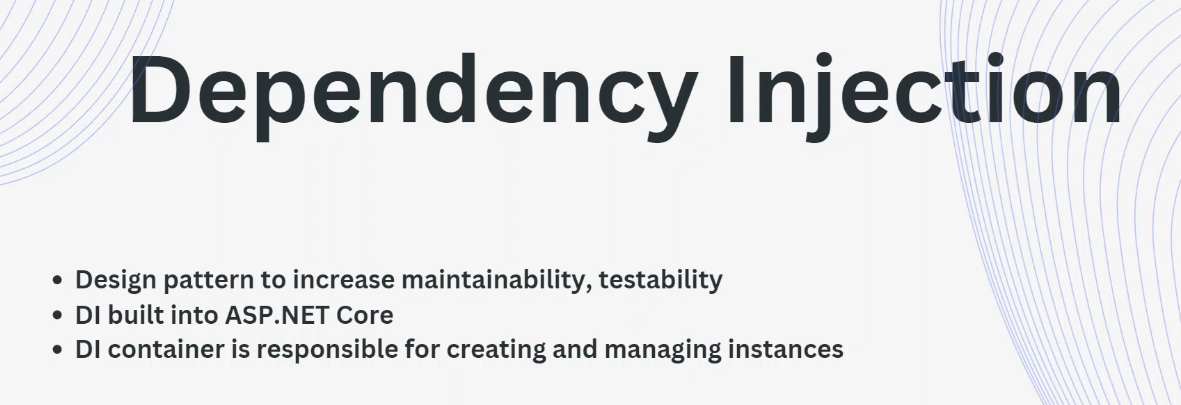 Dependency Injection
• Design pattern to increase maintainability, testability
• DI built into ASP.NET Core
• DI container is responsible for creating and managing instances